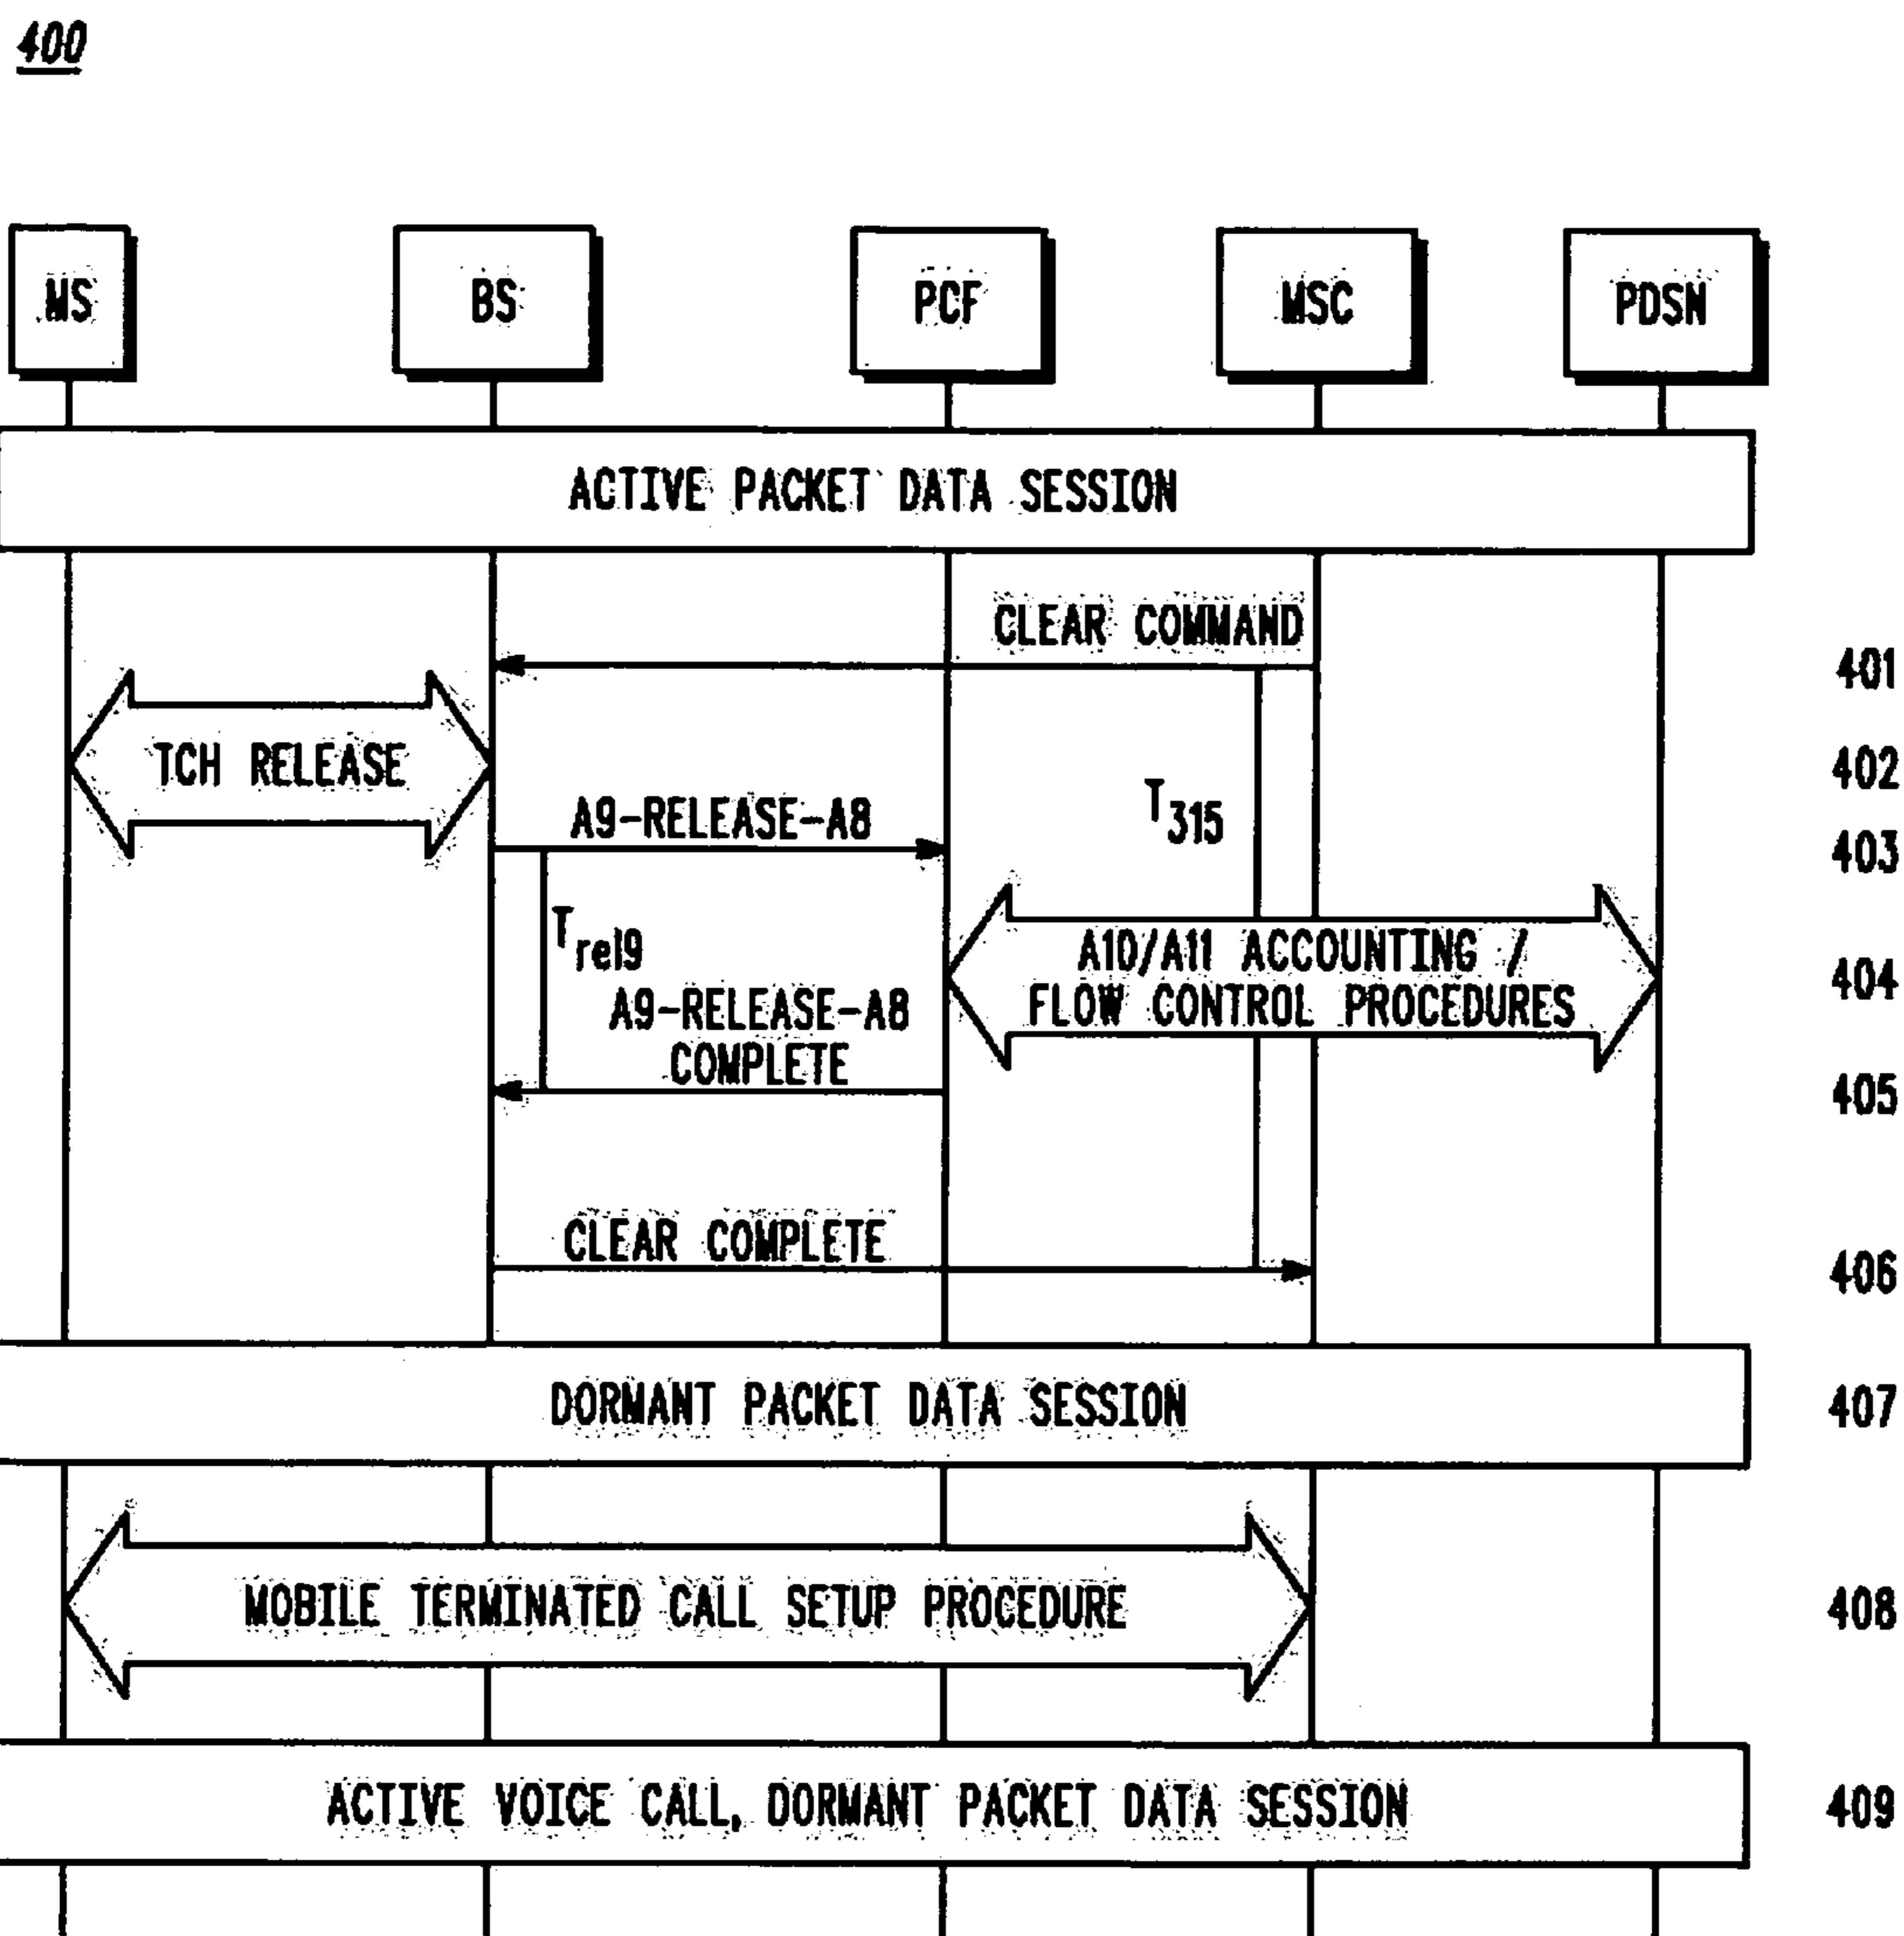 400
MS
BS
PCF
MSC
PDSN
ACTIVE PACKET DATA SESSION
CLEAR COMMAND
401
TCH RELEASE
402
T315
A9-RELEASE-A8
403
Trel9
A10/A11 ACCOUNTING /
FLOW CONTROL PROCEDURES
404
A9-RELEASE-A8
COMPLETE
405
CLEAR COMPLETE
406
DORMANT PACKET DATA SESSION
407
MOBILE TERMINATED CALL SETUP PROCEDURE
408
ACTIVE VOICE CALL, DORMANT PACKET DATA SESSION
409